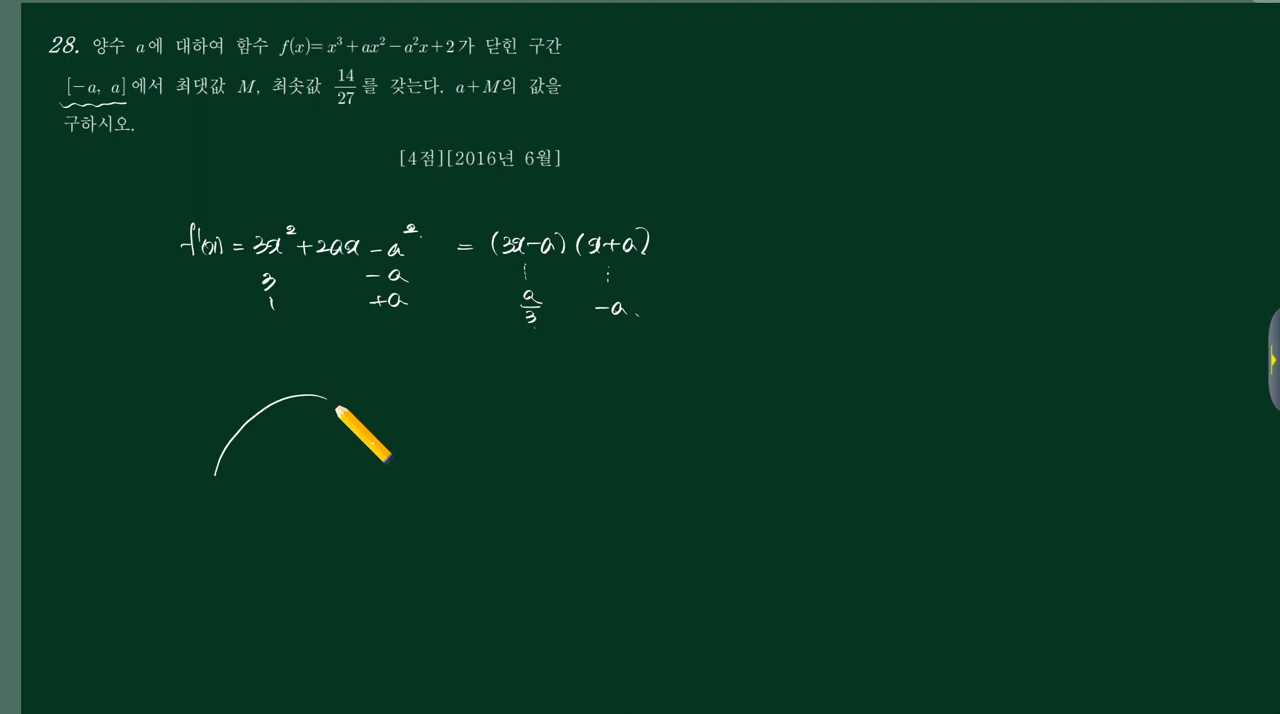 28. 양수 a에 대하여 함수 f(x)=x³+ax²−a²x+2가 닫힌 구간
[−a, a]에서 최댓값 M, 최솟값 14/27를 갖는다. a+M의 값을
구하시오.
[4점][2016년 6월]
f'(x) = 3x²+2ax−a² = (3x−a)(x+a)
3 −a
1 +a
a/3 −a